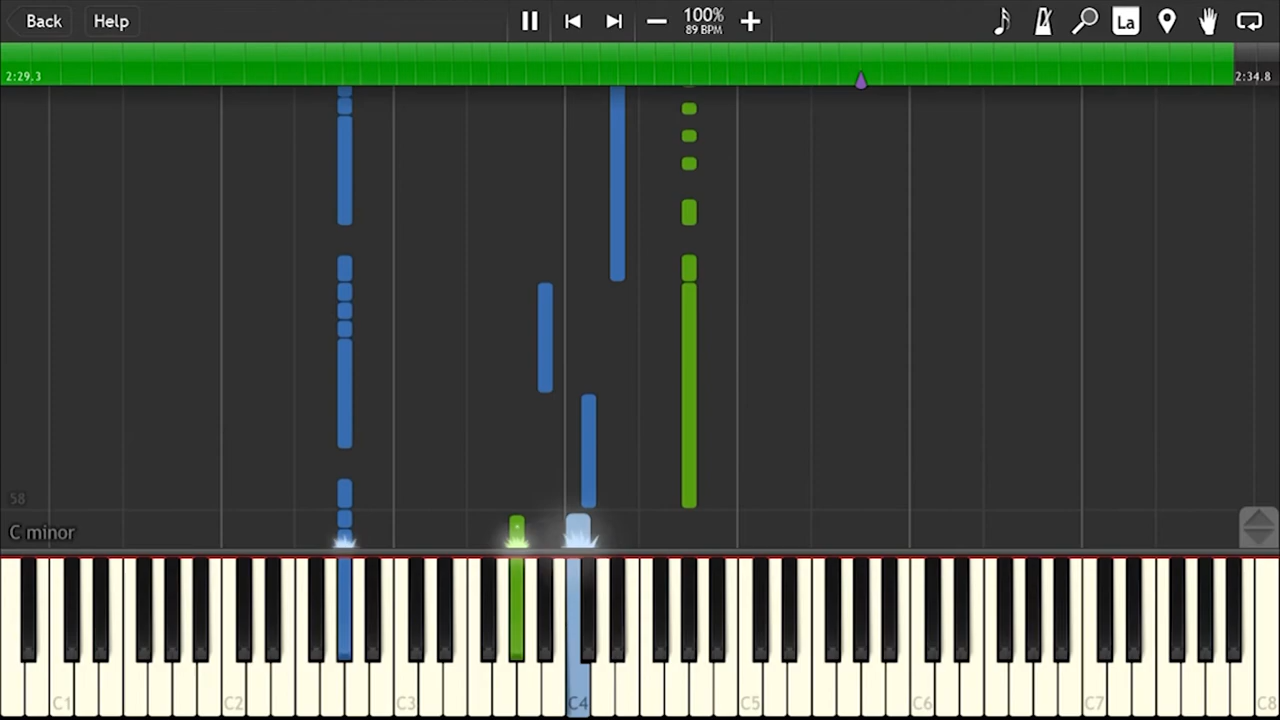 Back
Help
100%
89 BPM
La
2:29.3
2:34.8
58
C minor
C1
C2
C3
C4
C5
C6
C7
C8